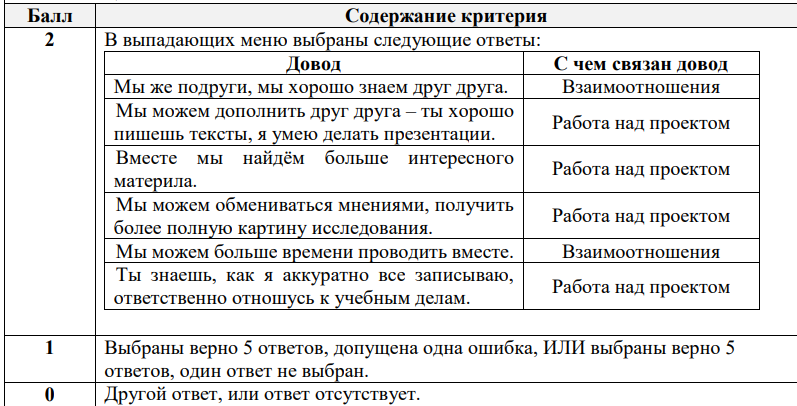 Балл Содержание критерия
2 В выпадающих меню выбраны следующие ответы:
Довод С чем связан довод
Мы же подруги, мы хорошо знаем друг друга. Взаимоотношения
Мы можем дополнить друг друга – ты хорошо
пишешь тексты, я умею делать презентации. Работа над проектом
Вместе мы найдём больше интересного
материла. Работа над проектом
Мы можем обмениваться мнениями, получить
более полную картину исследования. Работа над проектом
Мы можем больше времени проводить вместе. Взаимоотношения
Ты знаешь, как я аккуратно все записываю,
ответственно отношусь к учебным делам. Работа над проектом
1 Выбраны верно 5 ответов, допущена одна ошибка, ИЛИ выбраны верно 5
ответов, один ответ не выбран.
0 Другой ответ, или ответ отсутствует.